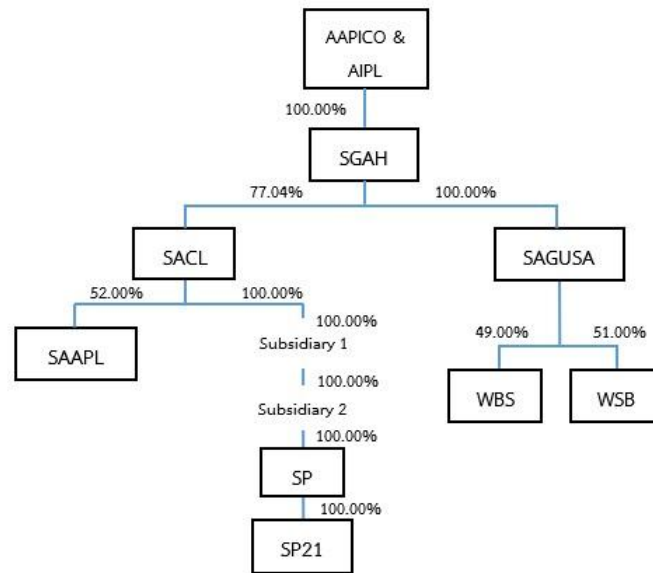 AAPICO &
AIPL
100.00%
SGAH
77.04%
100.00%
SACL
SAGUSA
52.00%
100.00%
100.00%
Subsidiary 1
49.00%
51.00%
SAAPL
100.00%
WBS
WSB
Subsidiary 2
100.00%
SP
100.00%
SP21